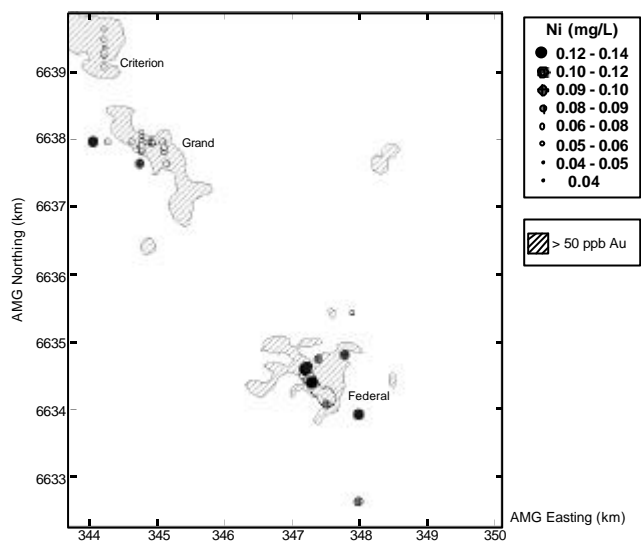 Ni (mg/L)
0.12 - 0.14
0.10 - 0.12
0.09 - 0.10
0.08 - 0.09
0.06 - 0.08
0.05 - 0.06
0.04 - 0.05
0.04
> 50 ppb Au
AMG Northing (km)
6639
6638
6637
6636
6635
6634
6633
Criterion
Grand
Federal
344
345
346
347
348
349
350
AMG Easting (km)